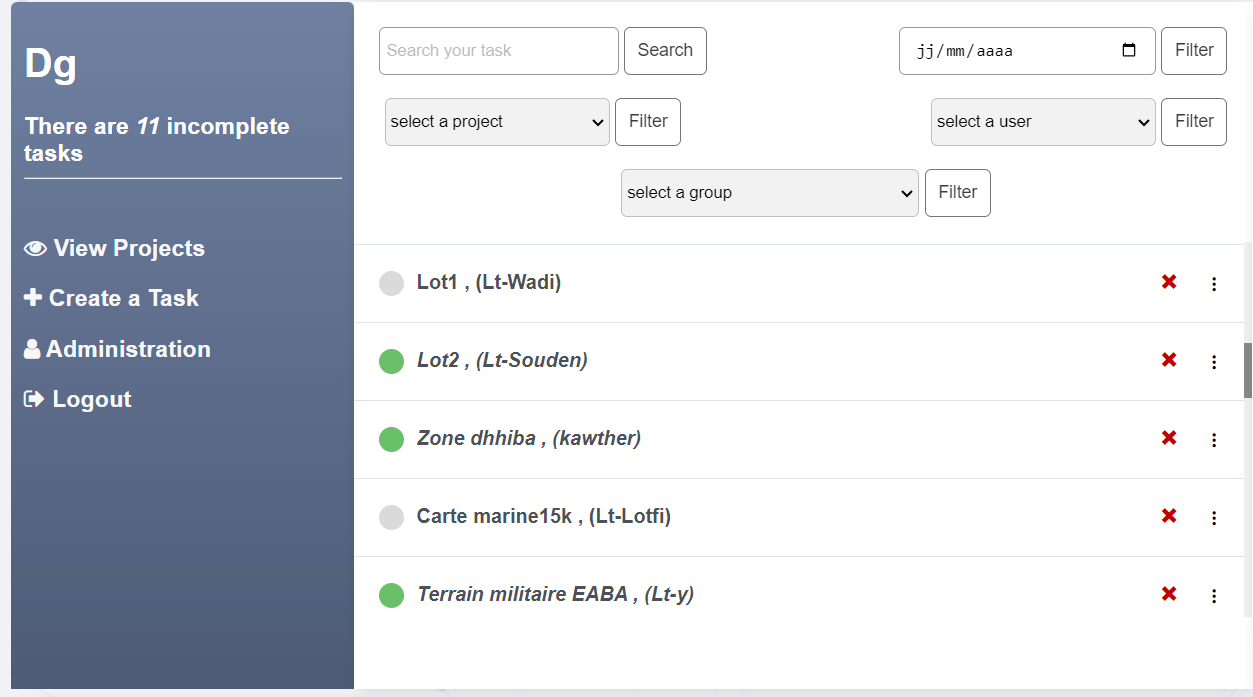 Dg
There are 11 incomplete
tasks
View Projects
Create a Task
Administration
Logout
Search your task
Search
jj/mm/aaaa
Filter
select a project
Filter
select a user
Filter
select a group
Filter
Lot1 , (Lt-Wadi)
Lot2 , (Lt-Souden)
Zone dhhiba , (kawther)
Carte marine15k , (Lt-Lotfi)
Terrain militaire EABA , (Lt-y)